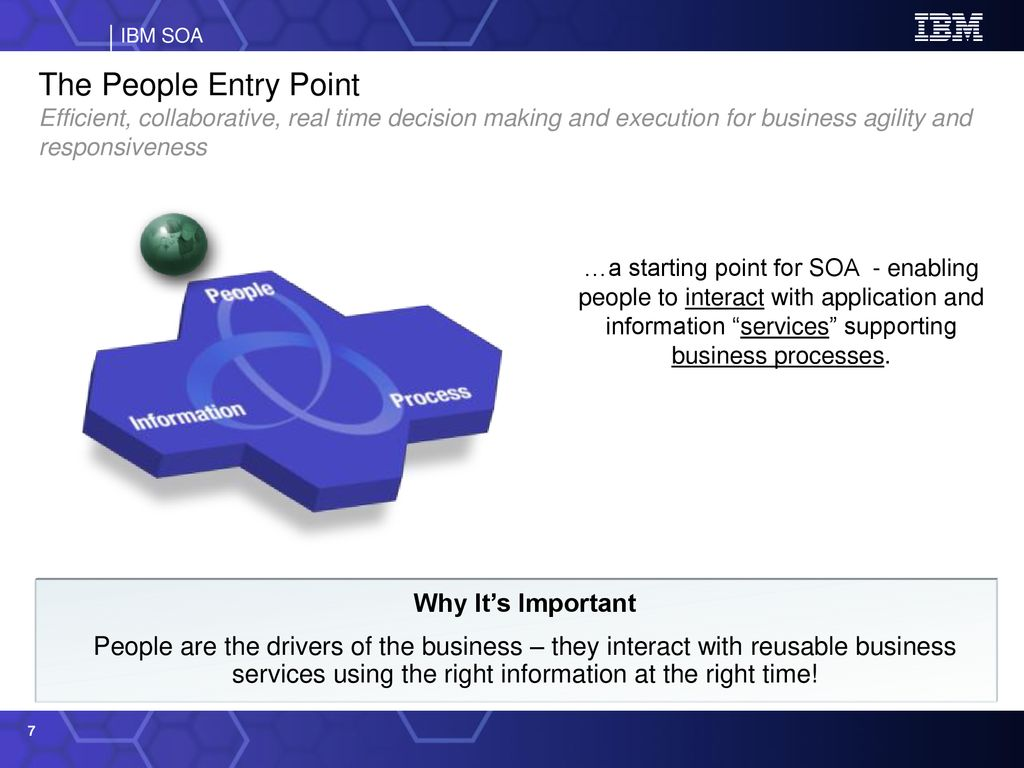 IBM SOA
IBM
The People Entry Point
Efficient, collaborative, real time decision making and execution for business agility and
responsiveness
…a starting point for SOA  - enabling
people to interact with application and
information “services” supporting
business processes.
People
Process
Information
Why It’s Important
People are the drivers of the business – they interact with reusable business
services using the right information at the right time!
7